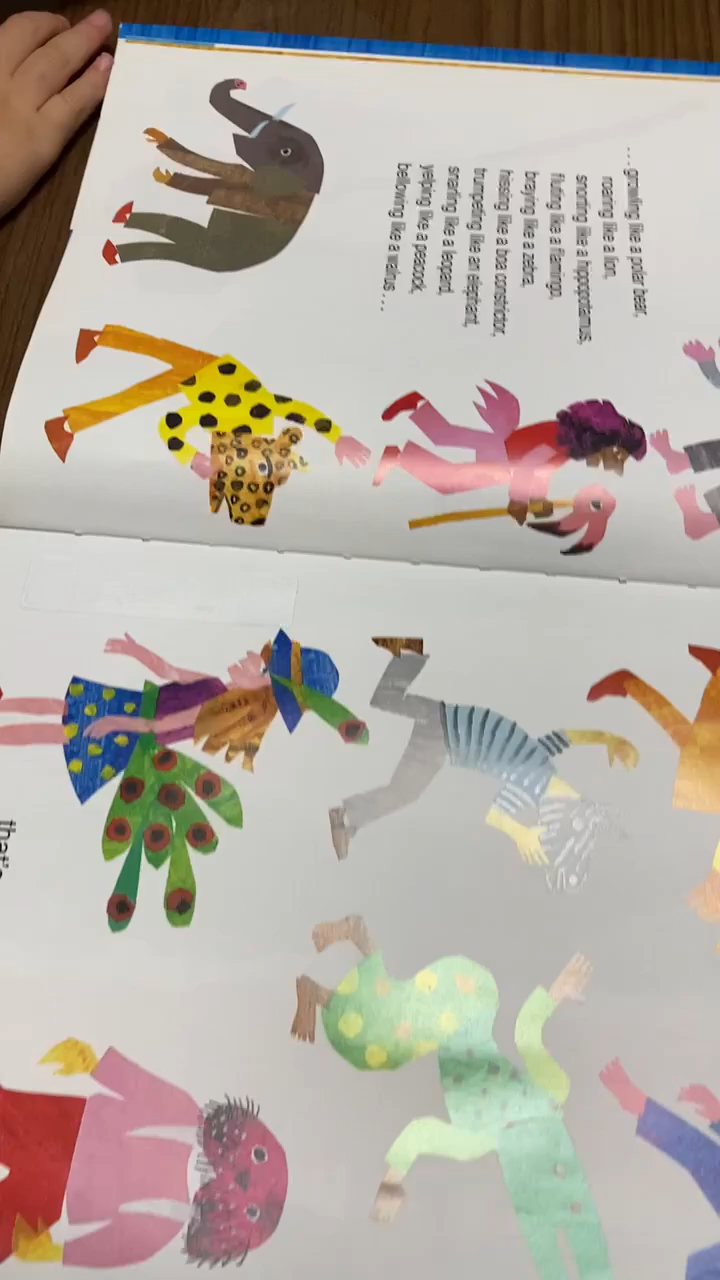 . . . growling like a polar bear,
roaring like a lion,
snorting like a hippopotamus,
fluting like a flamingo,
braying like a zebra,
hissing like a boa constrictor,
trumpeting like an elephant,
snarling like a leopard,
yelping like a peacock,
bellowing like a walrus . . . .
that's